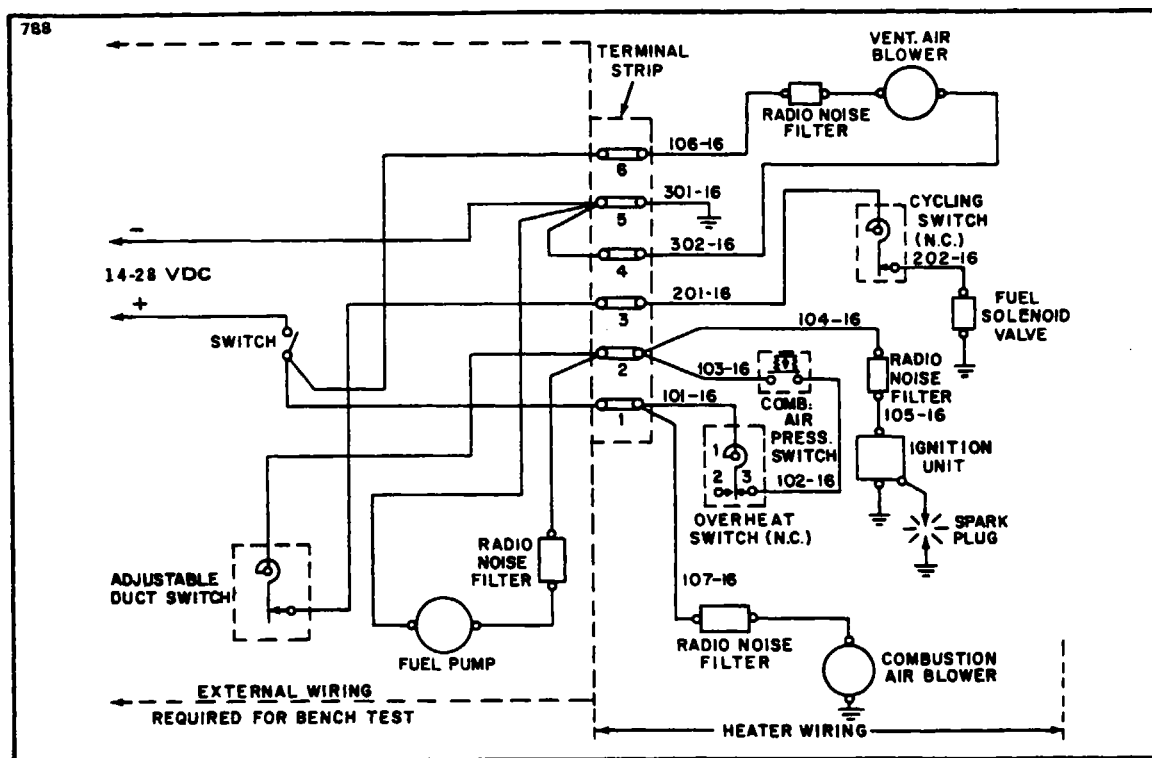 788
TERMINAL
STRIP
VENT. AIR
BLOWER
RADIO NOISE
FILTER
106-16
6
301-16
5
CYCLING
SWITCH
(N.C.)
202-16
-
302-16
4
14-28 VDC
+
201-16
3
FUEL
SOLENOID
VALVE
104-16
SWITCH
2
103-16
RADIO
NOISE
FILTER
105-16
101-16
1
COMB.
AIR
PRESS.
SWITCH
IGNITION
UNIT
1
2
3
102-16
OVERHEAT
SWITCH (N.C.)
SPARK
PLUG
RADIO
NOISE
FILTER
ADJUSTABLE
DUCT SWITCH
107-16
FUEL PUMP
RADIO NOISE
FILTER
COMBUSTION
AIR BLOWER
EXTERNAL WIRING
REQUIRED FOR BENCH TEST
HEATER WIRING